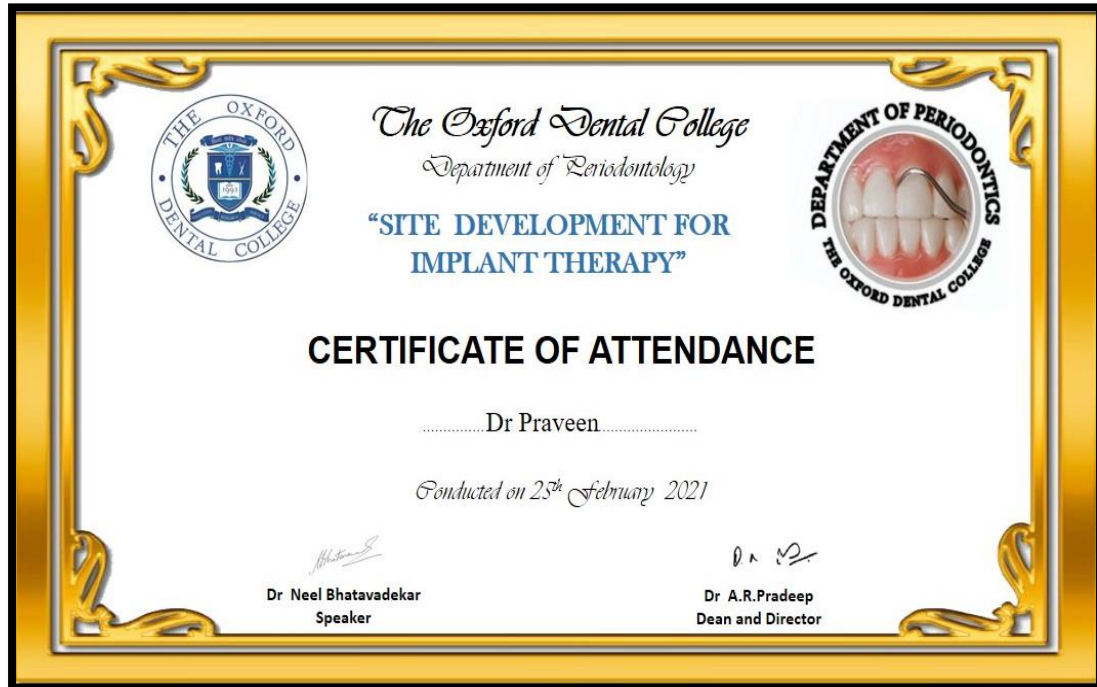 THE OXFORD DENTAL COLLEGE
1992
The Oxford Dental College
Department of Periodontology
DEPARTMENT OF PERIODONTICS
THE OXFORD DENTAL COLLEGE
“SITE DEVELOPMENT FOR
IMPLANT THERAPY”
CERTIFICATE OF ATTENDANCE
...............Dr Praveen.......................
Conducted on 25th February 2021
Dr Neel Bhatavadekar
Speaker
Dr A.R.Pradeep
Dean and Director